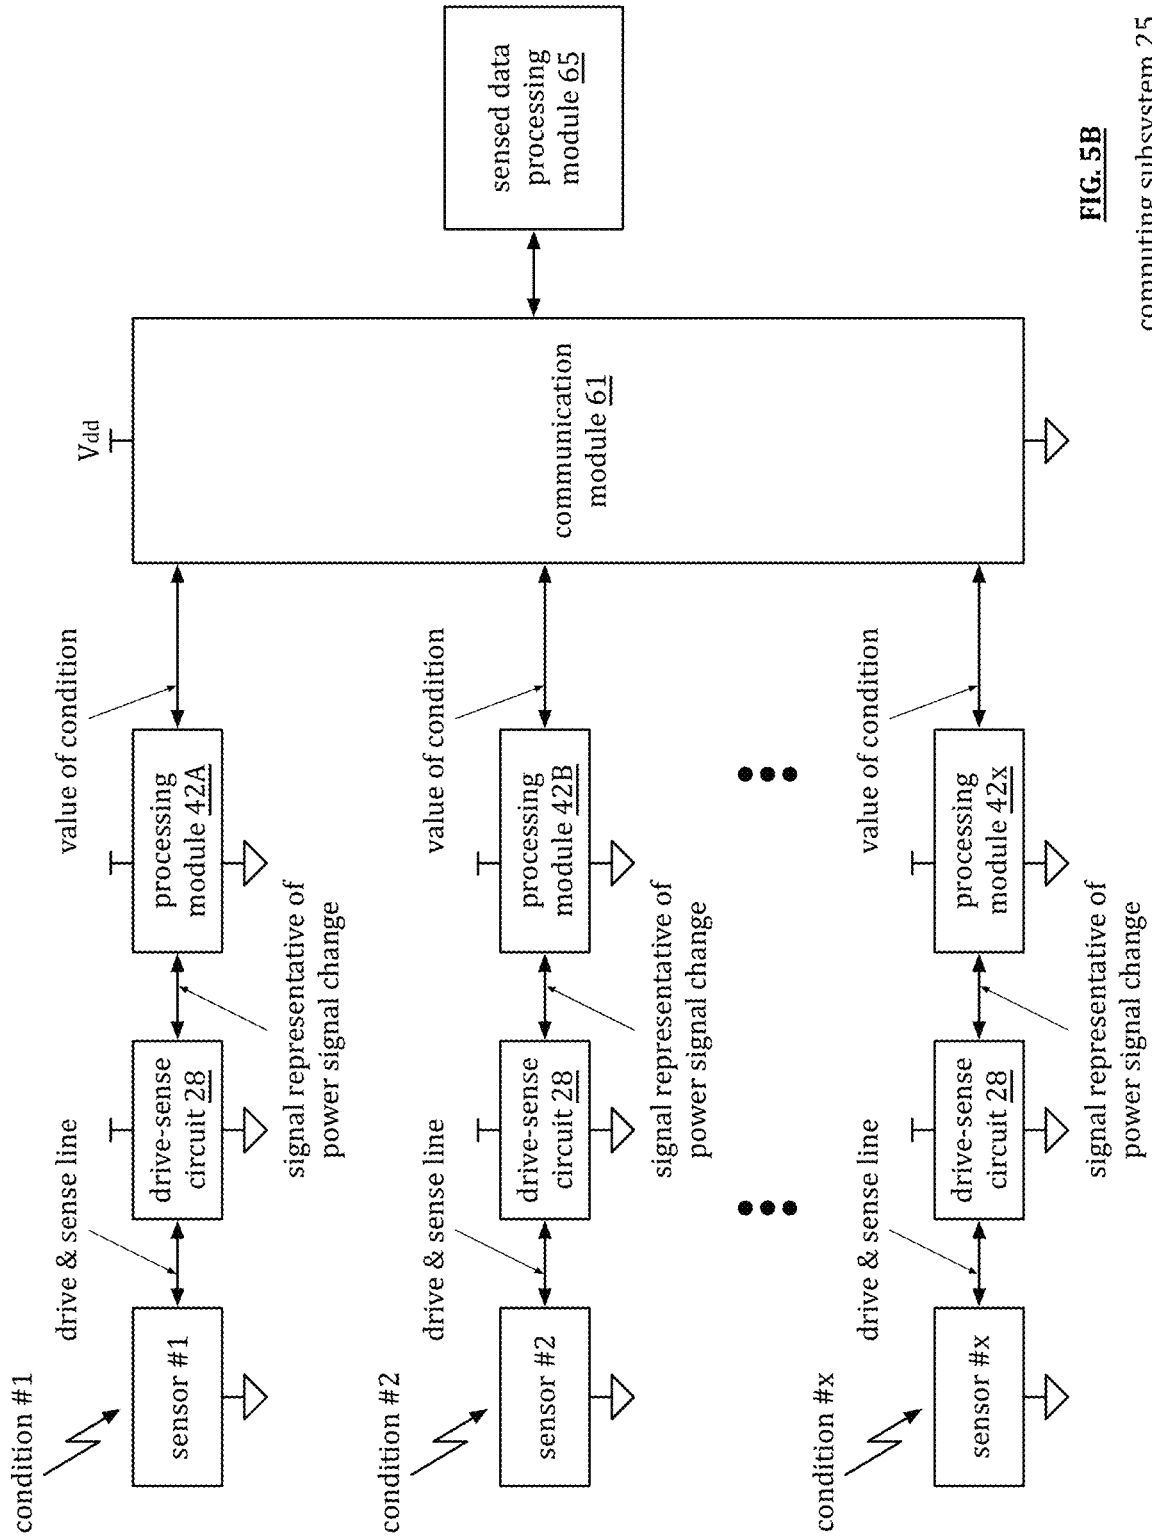 condition #1
drive & sense line
value of condition
Vdd
sensor #1
drive-sense
circuit 28
processing
module 42A
signal representative of
power signal change
communication
module 61
sensed data
processing
module 65
condition #2
drive & sense line
value of condition
sensor #2
drive-sense
circuit 28
processing
module 42B
signal representative of
power signal change
condition #x
drive & sense line
value of condition
sensor #x
drive-sense
circuit 28
processing
module 42x
signal representative of
power signal change
FIG. 5B
computing subsystem 25